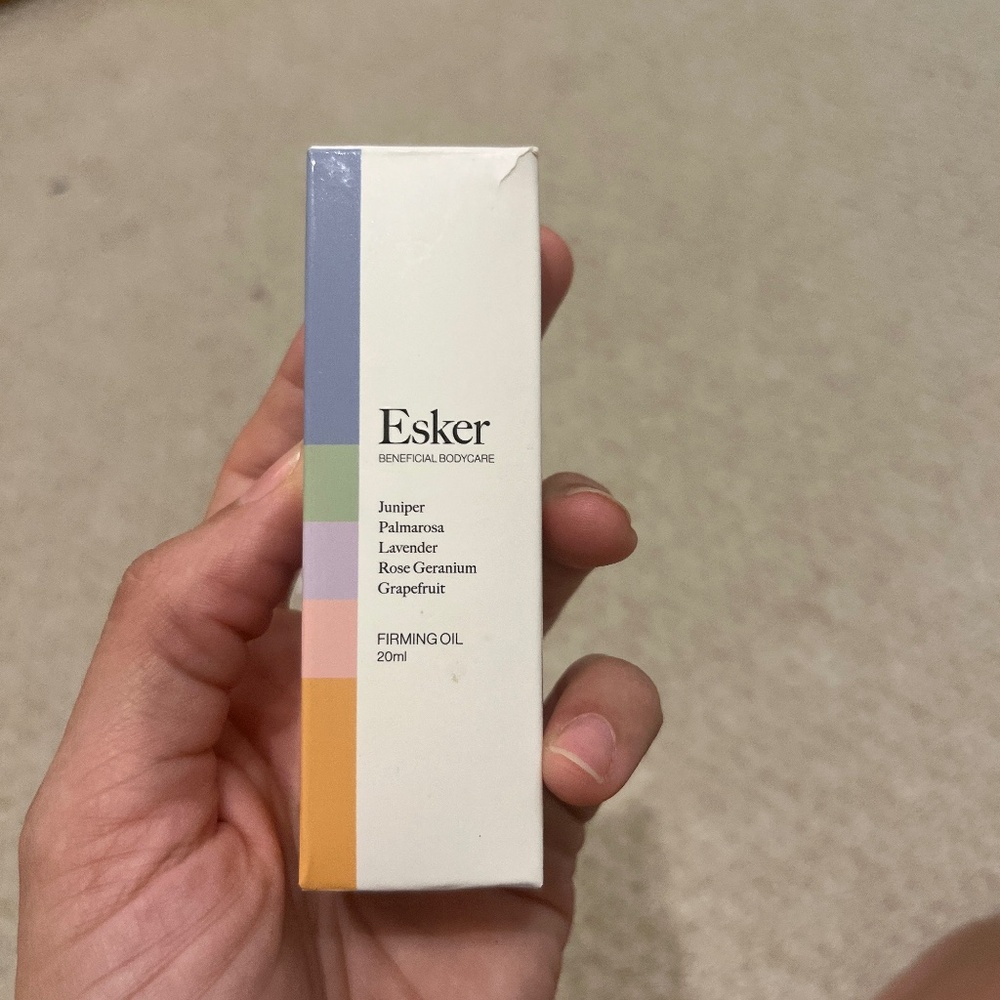 Esker
BENEFICIAL BODYCARE
Juniper
Palmarosa
Lavender
Rose Geranium
Grapefruit
FIRMING OIL
20ml